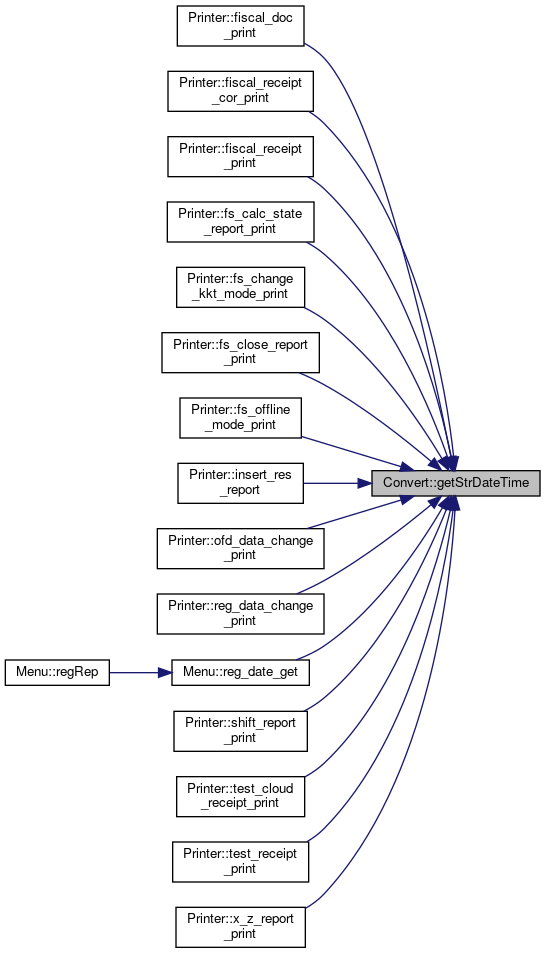 Printer::fiscal_doc
_print
Printer::fiscal_receipt
_cor_print
Printer::fiscal_receipt
_print
Printer::fs_calc_state
_report_print
Printer::fs_change
_kkt_mode_print
Printer::fs_close_report
_print
Printer::fs_offline
_mode_print
Convert::getStrDateTime
Printer::insert_res
_report
Printer::ofd_data_change
_print
Printer::reg_data_change
_print
Menu::regRep
Menu::reg_date_get
Printer::shift_report
_print
Printer::test_cloud
_receipt_print
Printer::test_receipt
_print
Printer::x_z_report
_print